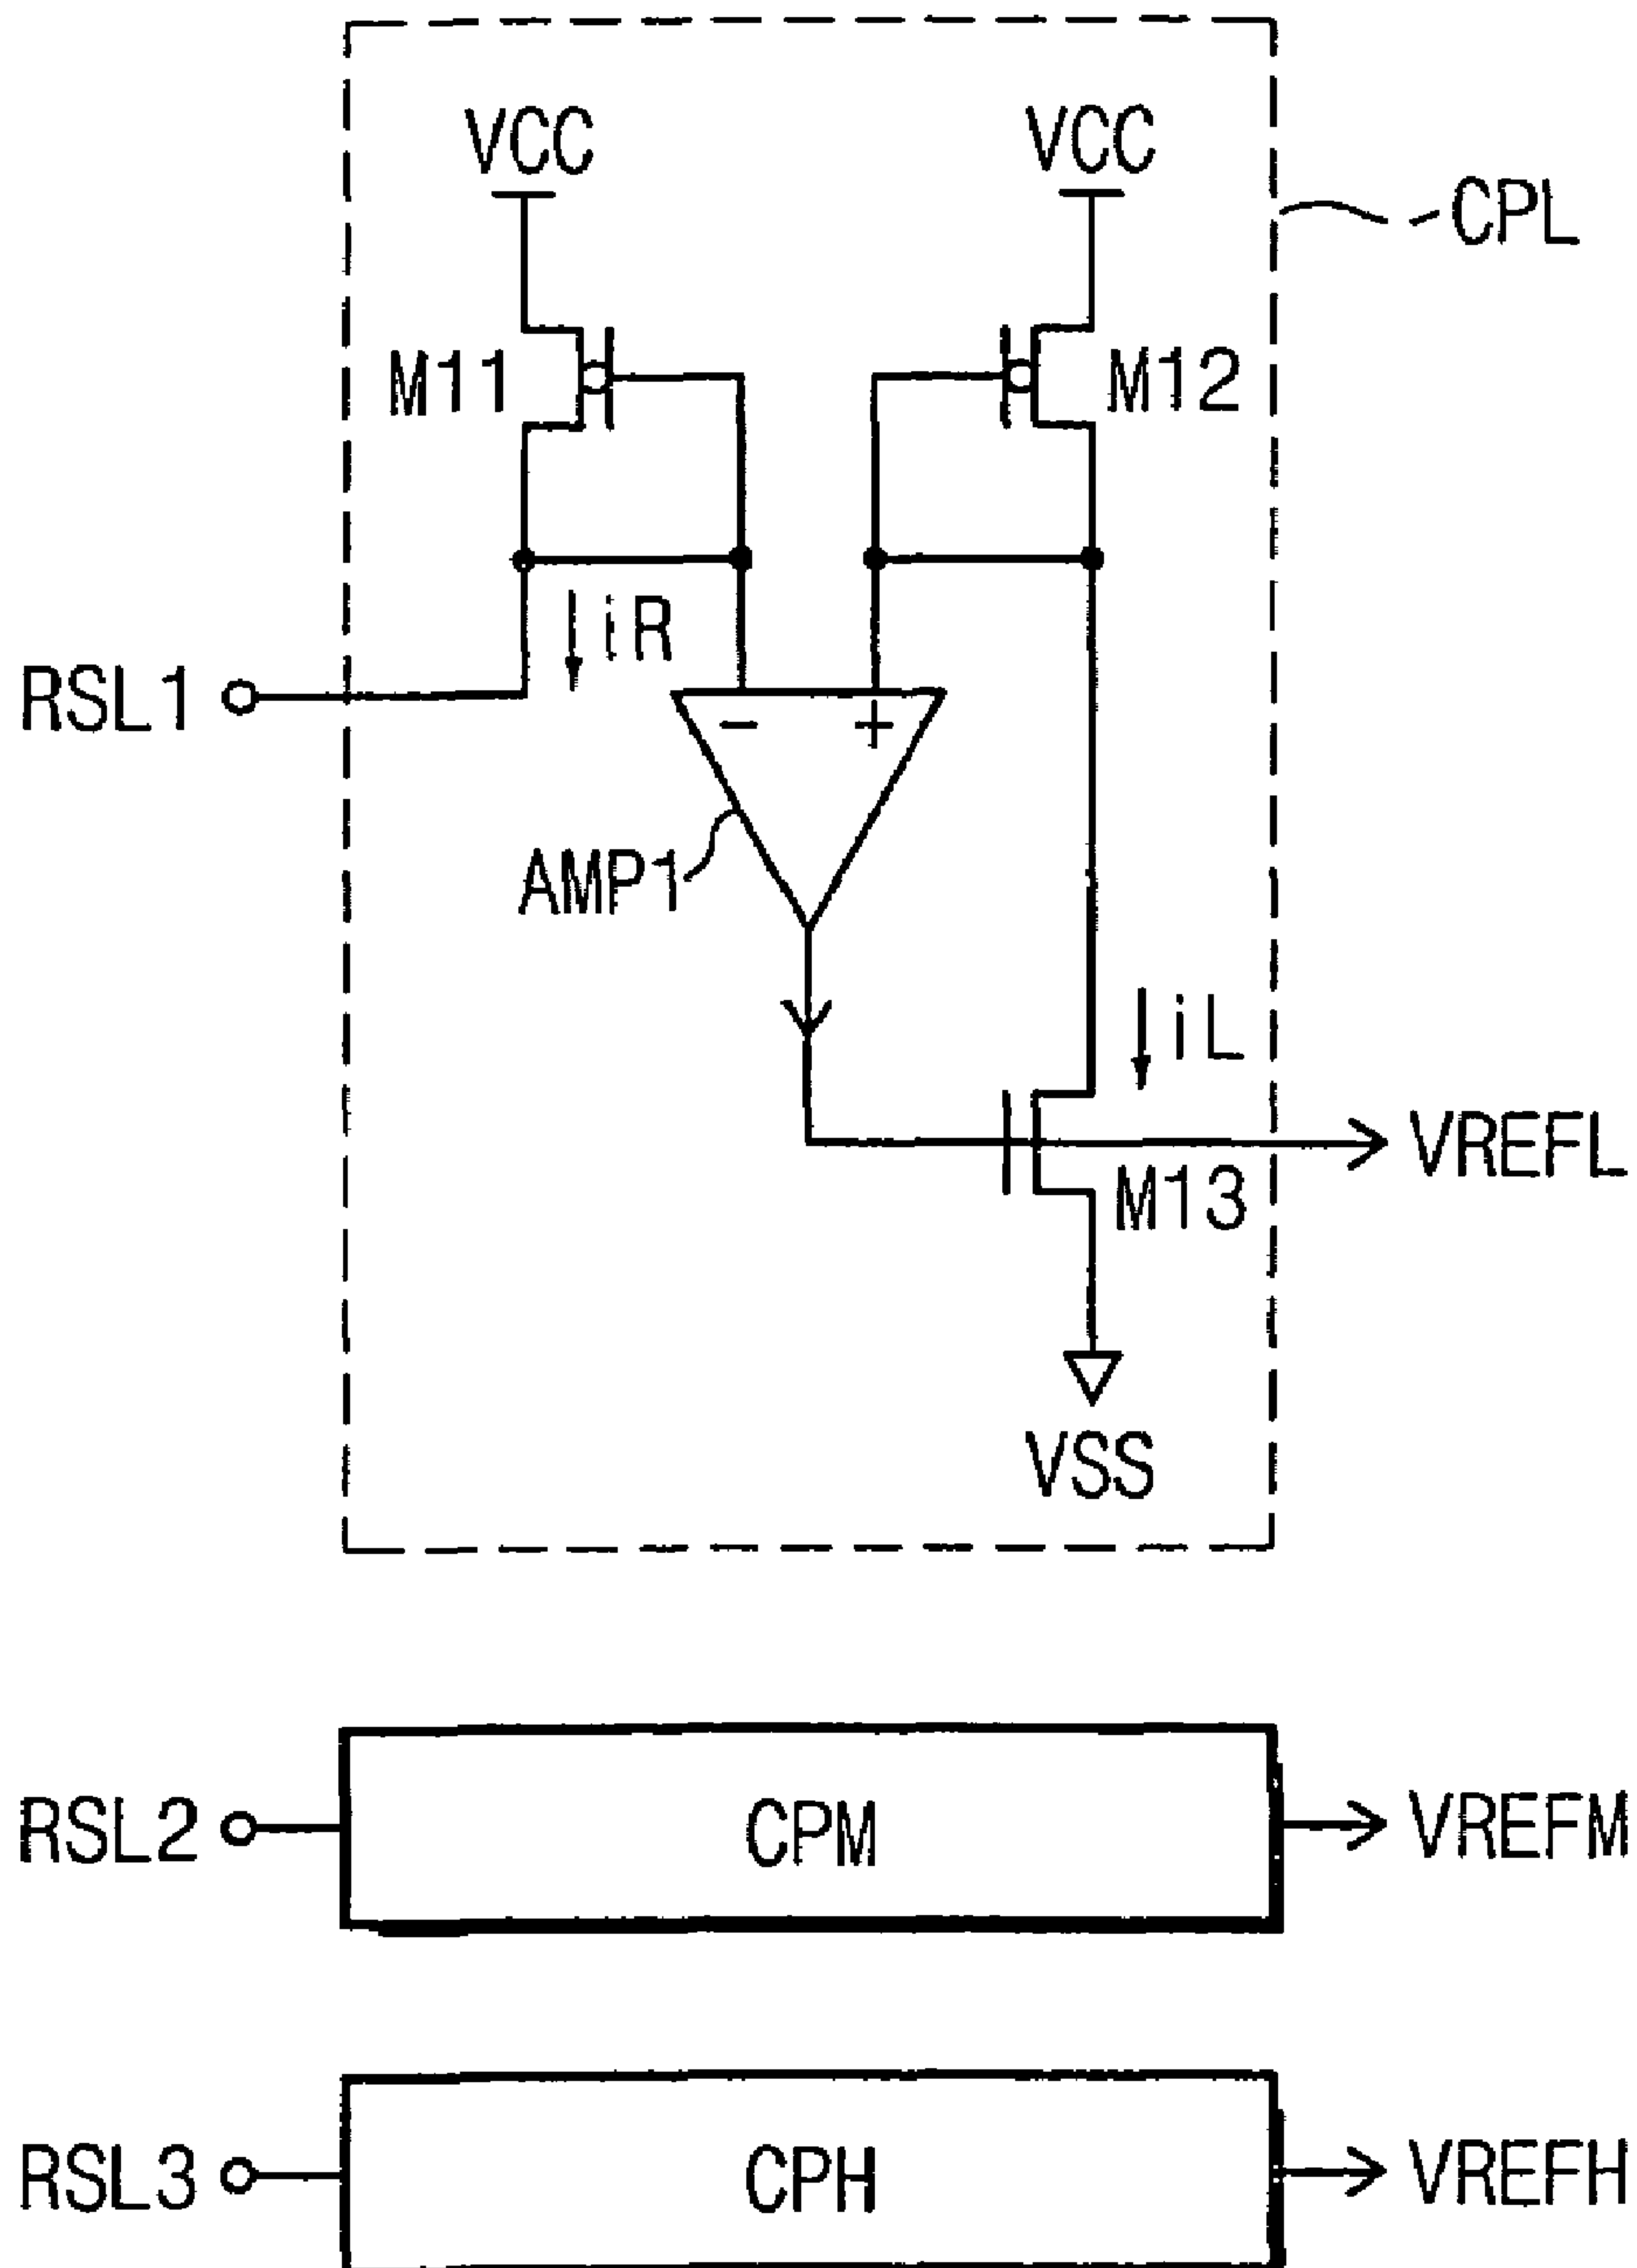 VCC
VCC
CPL
M11
M12
iR
RSL1
-
+
AMP1
iL
VREFL
M13
VSS
RSL2
CPM
VREFM
RSL3
CPH
VREFH